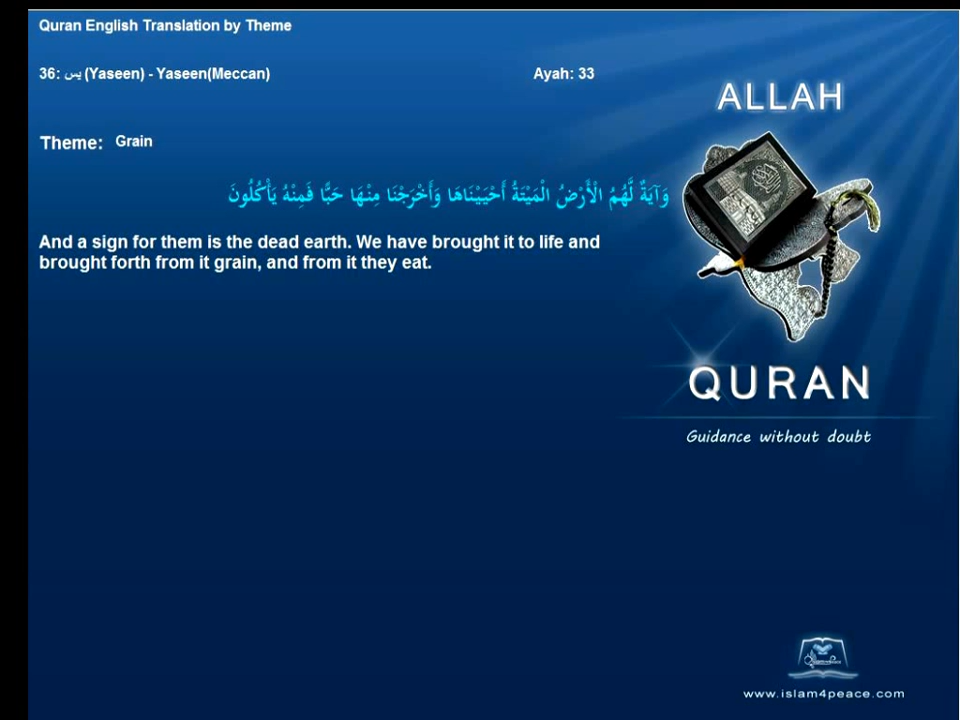 Quran English Translation by Theme
36: يس (Yaseen) - Yaseen(Meccan) Ayah: 33
ALLAH
Theme: Grain
وَآيَةٌ لَّهُمُ الْأَرْضُ الْمَيْتَةُ أَحْيَيْنَاهَا وَأَخْرَجْنَا مِنْهَا حَبًّا فَمِنْهُ يَأْكُلُونَ
And a sign for them is the dead earth. We have brought it to life and
brought forth from it grain, and from it they eat.
QURAN
Guidance without doubt
www.islam4peace.com